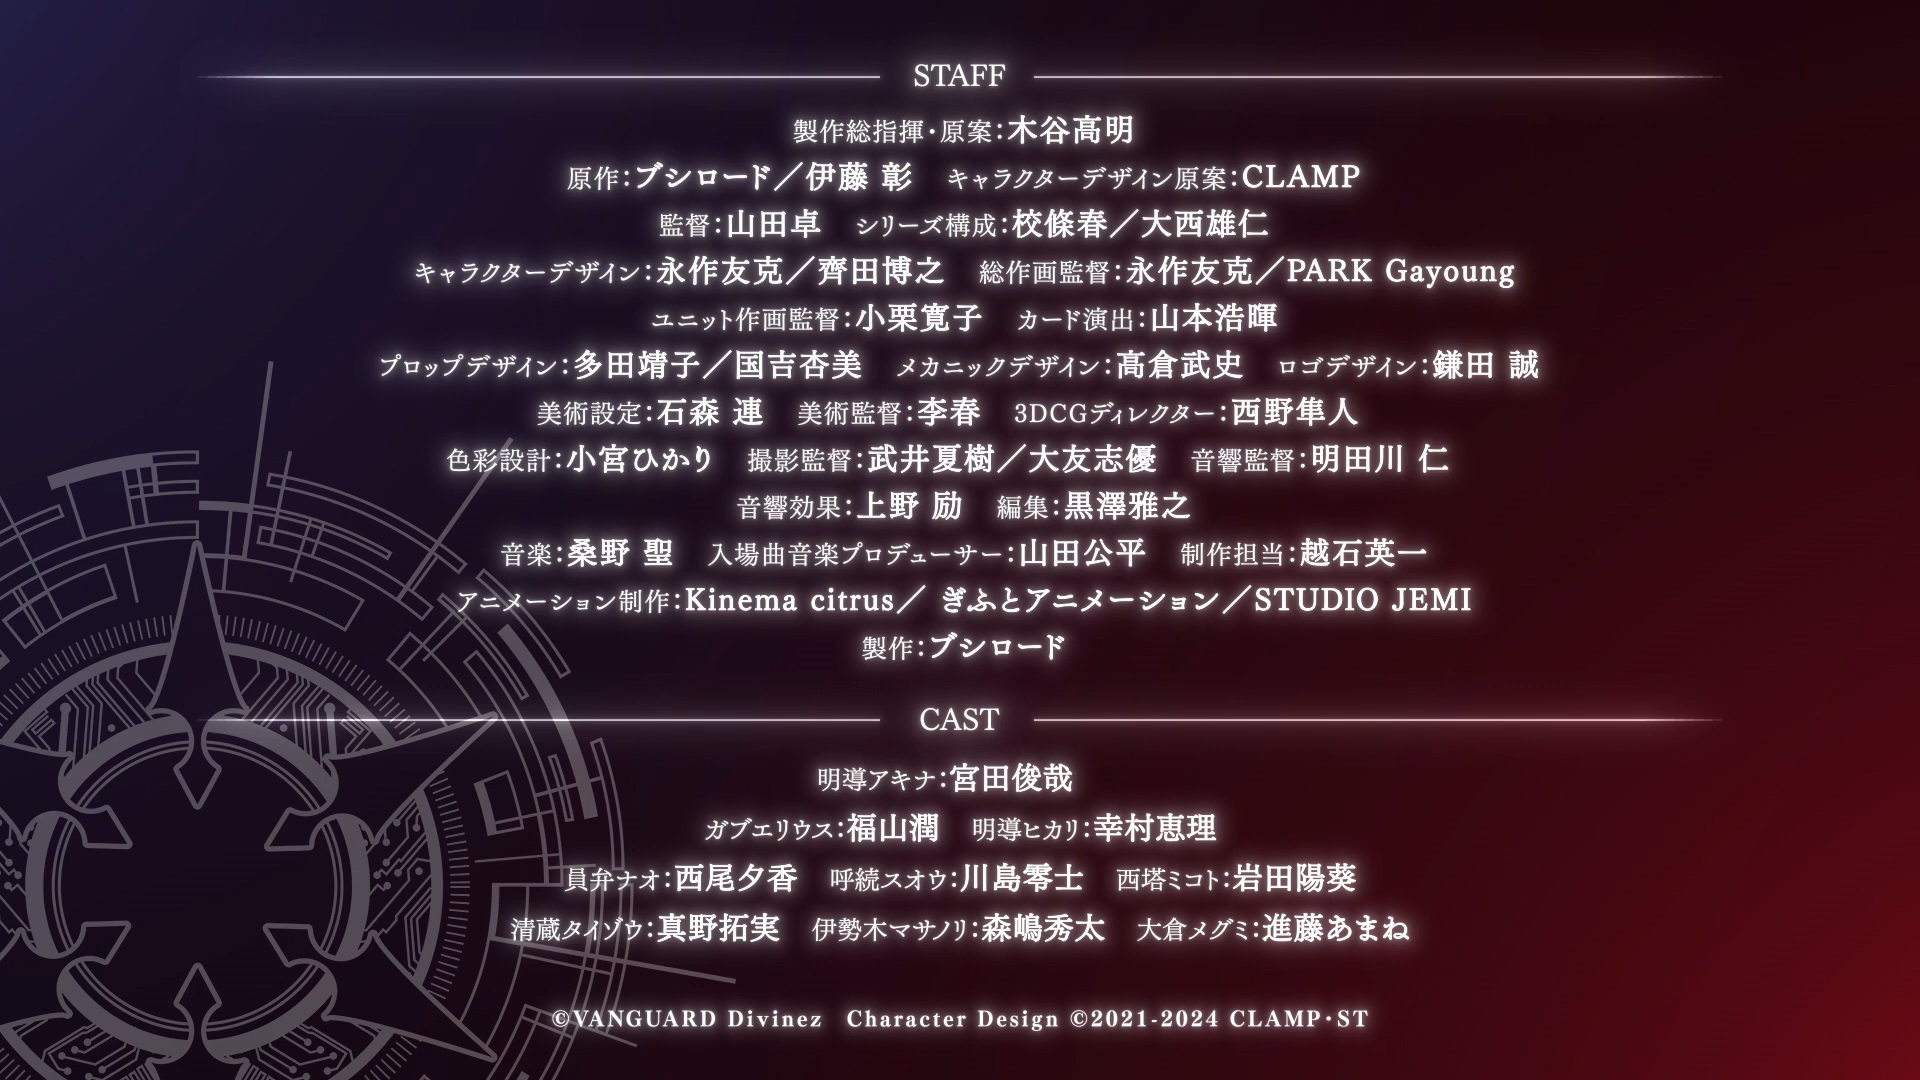 STAFF
製作総指揮・原案：木谷高明
原作：ブシロード／伊藤 彰　キャラクターデザイン原案：CLAMP
監督：山田卓　シリーズ構成：校條春／大西雄仁
キャラクターデザイン：永作友克／齊田博之　総作画監督：永作友克／PARK Gayoung
ユニット作画監督：小栗寛子　カード演出：山本浩暉
プロップデザイン：多田靖子／国吉杏美　メカニックデザイン：高倉武史　ロゴデザイン：鎌田 誠
美術設定：石森 連　美術監督：李春　3DCGディレクター：西野隼人
色彩設計：小宮ひかり　撮影監督：武井夏樹／大友志優　音響監督：明田川 仁
音響効果：上野 励　編集：黒澤雅之
音楽：桑野 聖　入場曲音楽プロデューサー：山田公平　制作担当：越石英一
アニメーション制作：Kinema citrus／ ぎふとアニメーション／STUDIO JEMI
製作：ブシロード
CAST
明導アキナ：宮田俊哉
ガブエリウス：福山潤　明導ヒカリ：幸村恵理
員弁ナオ：西尾夕香　呼続スオウ：川島零士　西塔ミコト：岩田陽葵
清蔵タイゾウ：真野拓実　伊勢木マサノリ：森嶋秀太　大倉メグミ：進藤あまね
©VANGUARD Divinez　Character Design ©2021-2024 CLAMP・ST